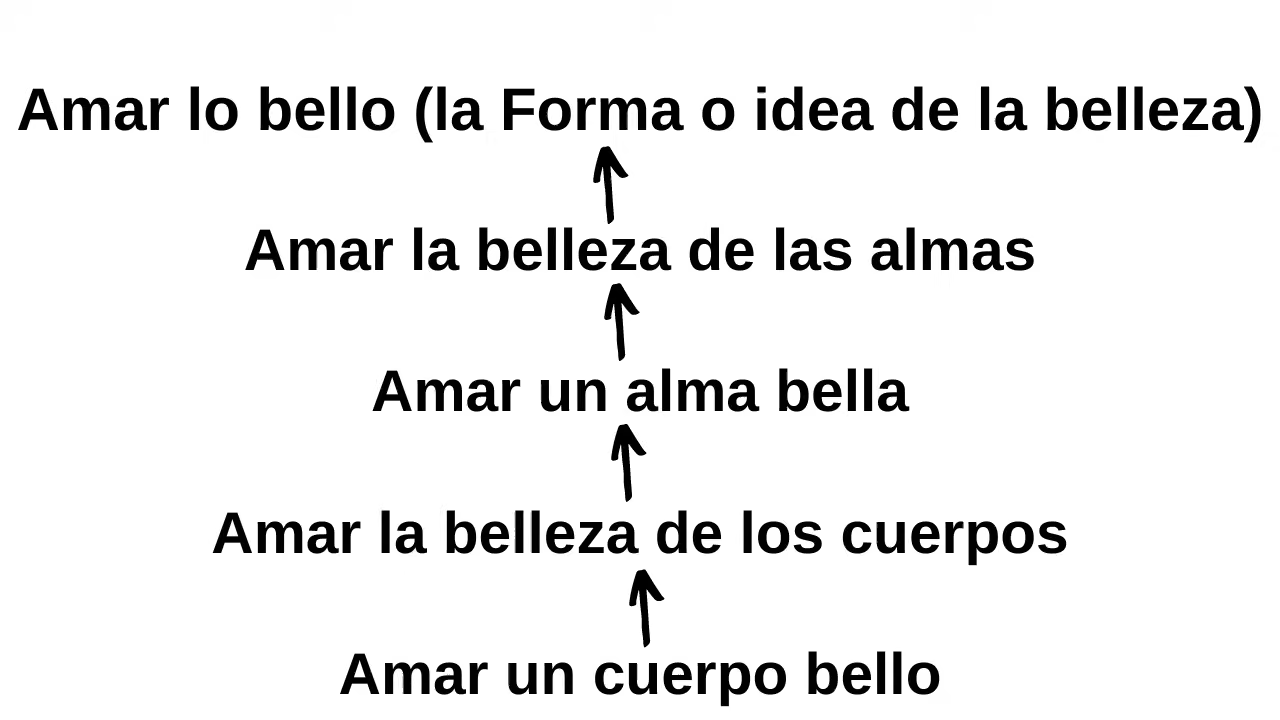 Amar lo bello (la Forma o idea de la belleza)
Amar la belleza de las almas
Amar un alma bella
Amar la belleza de los cuerpos
Amar un cuerpo bello